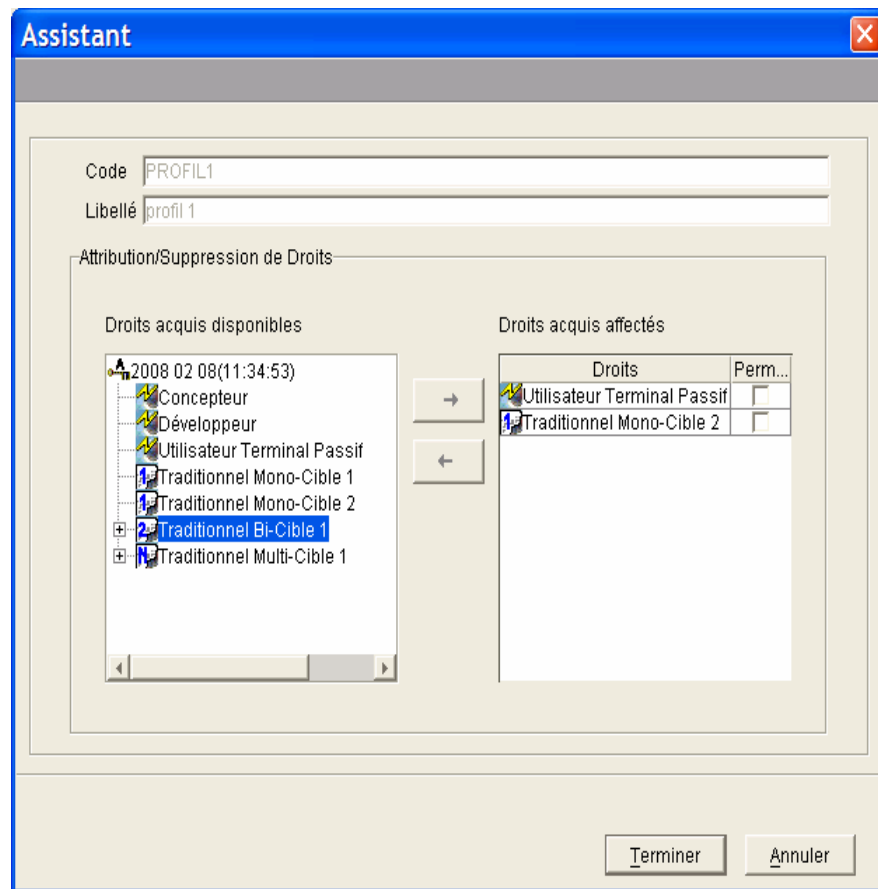 Assistant
Code PROFIL1
Libellé profil 1
Attribution/Suppression de Droits
Droits acquis disponibles
2008 02 08(11:34:53)
Concepteur
Développeur
Utilisateur Terminal Passif
Traditionnel Mono-Cible 1
Traditionnel Mono-Cible 2
Traditionnel Bi-Cible 1
Traditionnel Multi-Cible 1
Droits acquis affectés
Droits Perm...
Utilisateur Terminal Passif
Traditionnel Mono-Cible 2
Terminer Annuler